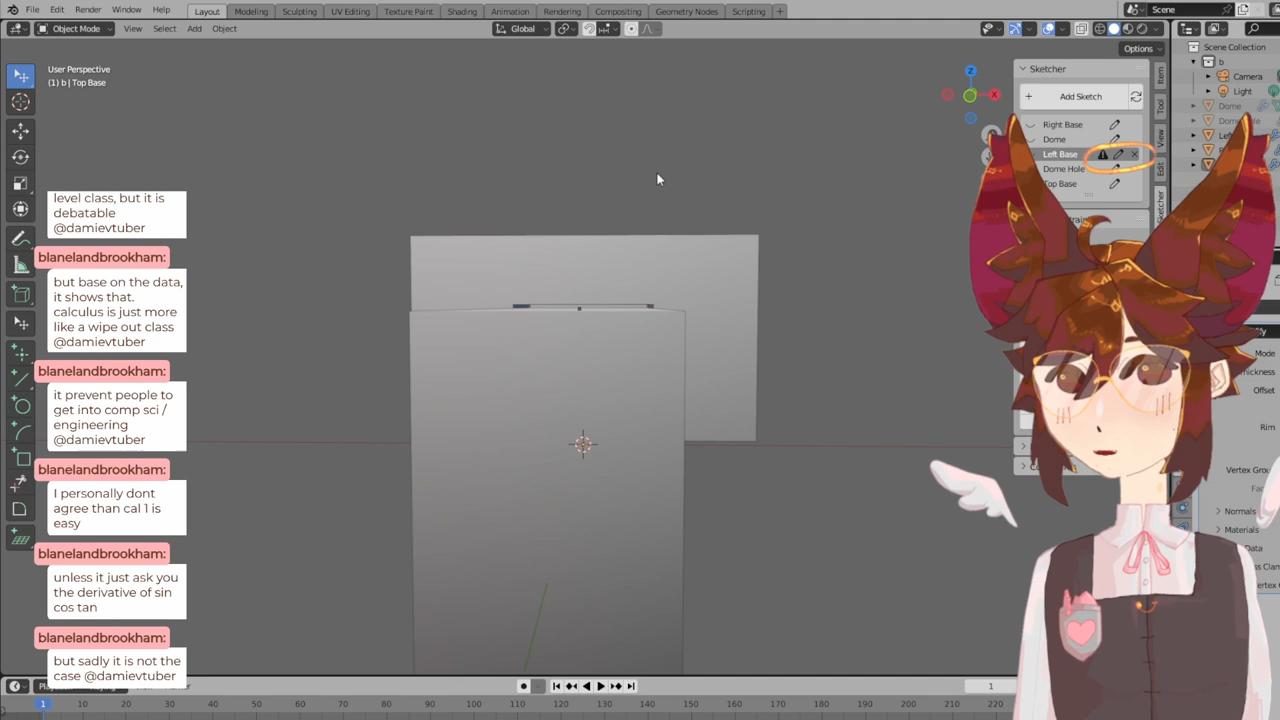 File Edit Render Window Help
Layout Modeling Sculpting UV Editing Texture Paint Shading Animation Rendering Compositing Geometry Nodes Scripting +
Scene
Object Mode View Select Add Object
Global
Options
User Perspective
(1) b | Top Base
Z
X
Sketcher
Add Sketch
Right Base
Dome
Left Base
Dome Hole
Top Base
Item
Tool
View
Edit
Sketcher
Scene Collection
b
Camera
Light
Dome
Mode
Offset
Rim
Vertex Group
Normals
Materials
level class, but it is
debatable
@damievtuber
blanelandbrookham:
but base on the data,
it shows that.
calculus is just more
like a wipe out class
@damievtuber
blanelandbrookham:
it prevent people to
get into comp sci /
engineering
@damievtuber
blanelandbrookham:
I personally dont
agree than cal 1 is
easy
blanelandbrookham:
unless it just ask you
the derivative of sin
cos tan
blanelandbrookham:
but sadly it is not the
case @damievtuber
1
1 10 20 30 40 50 60 70 80 90 100 110 120 130 140 150 160 170 180 190 200 210 220